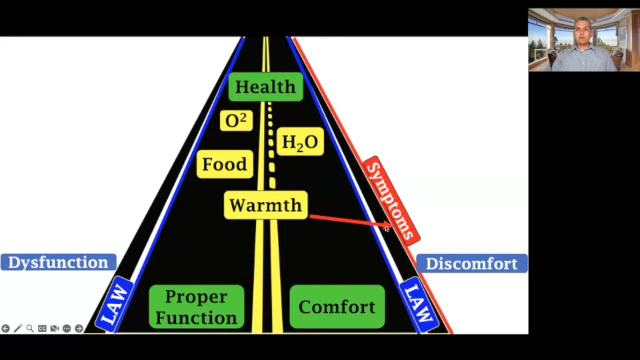 Health
O²
H₂O
Food
Symptoms
Warmth
Dysfunction
Discomfort
LAW
Proper
Function
Comfort
LAW